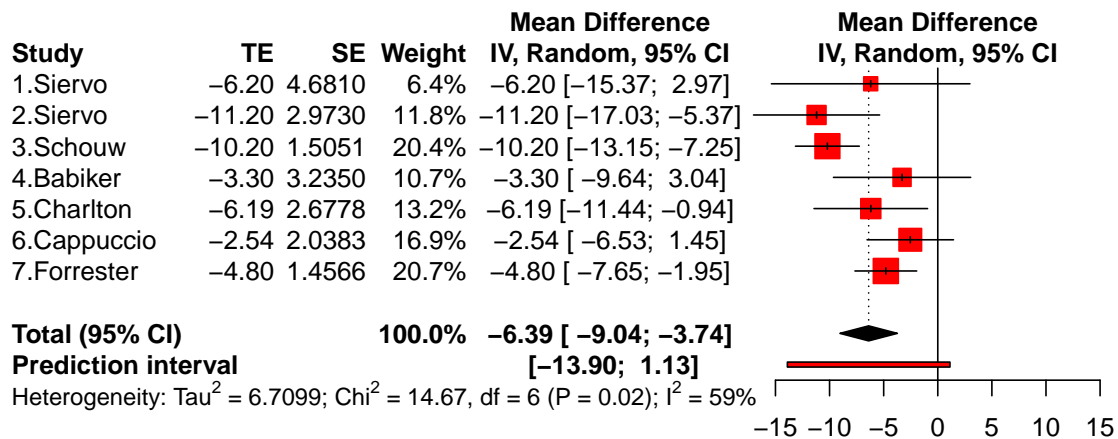 Mean Difference Mean Difference
Study TE SE Weight IV, Random, 95% CI IV, Random, 95% CI
1.Siervo −6.20 4.6810 6.4% −6.20 [−15.37; 2.97]
2.Siervo −11.20 2.9730 11.8% −11.20 [−17.03; −5.37]
3.Schouw −10.20 1.5051 20.4% −10.20 [−13.15; −7.25]
4.Babiker −3.30 3.2350 10.7% −3.30 [ −9.64; 3.04]
5.Charlton −6.19 2.6778 13.2% −6.19 [−11.44; −0.94]
6.Cappuccio −2.54 2.0383 16.9% −2.54 [ −6.53; 1.45]
7.Forrester −4.80 1.4566 20.7% −4.80 [ −7.65; −1.95]
Total (95% CI) 100.0% −6.39 [ −9.04; −3.74]
Prediction interval [−13.90; 1.13]
Heterogeneity: Tau² = 6.7099; Chi² = 14.67, df = 6 (P = 0.02); I² = 59%
−15 −10 −5 0 5 10 15